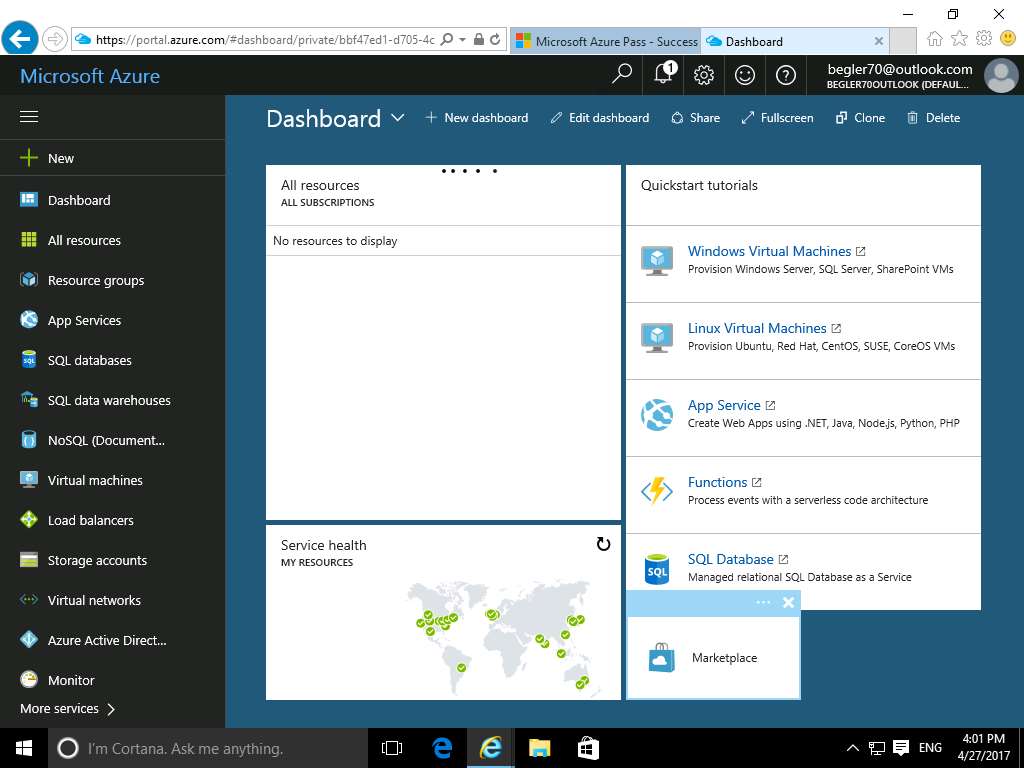 https://portal.azure.com/#dashboard/private/bbf47ed1-d705-4c
Microsoft Azure Pass - Success
Dashboard
Microsoft Azure
1
begler70@outlook.com
BEGLER70OUTLOOK (DEFAUL...
Dashboard
New dashboard
Edit dashboard
Share
Fullscreen
Clone
Delete
New
Dashboard
All resources
Resource groups
App Services
SQL databases
SQL data warehouses
NoSQL (Document...
Virtual machines
Load balancers
Storage accounts
Virtual networks
Azure Active Direct...
Monitor
More services
All resources
ALL SUBSCRIPTIONS
No resources to display
Service health
MY RESOURCES
Quickstart tutorials
Windows Virtual Machines
Provision Windows Server, SQL Server, SharePoint VMs
Linux Virtual Machines
Provision Ubuntu, Red Hat, CentOS, SUSE, CoreOS VMs
App Service
Create Web Apps using .NET, Java, Node.js, Python, PHP
Functions
Process events with a serverless code architecture
SQL
SQL Database
Managed relational SQL Database as a Service
Marketplace
I'm Cortana. Ask me anything.
ENG
4:01 PM
4/27/2017